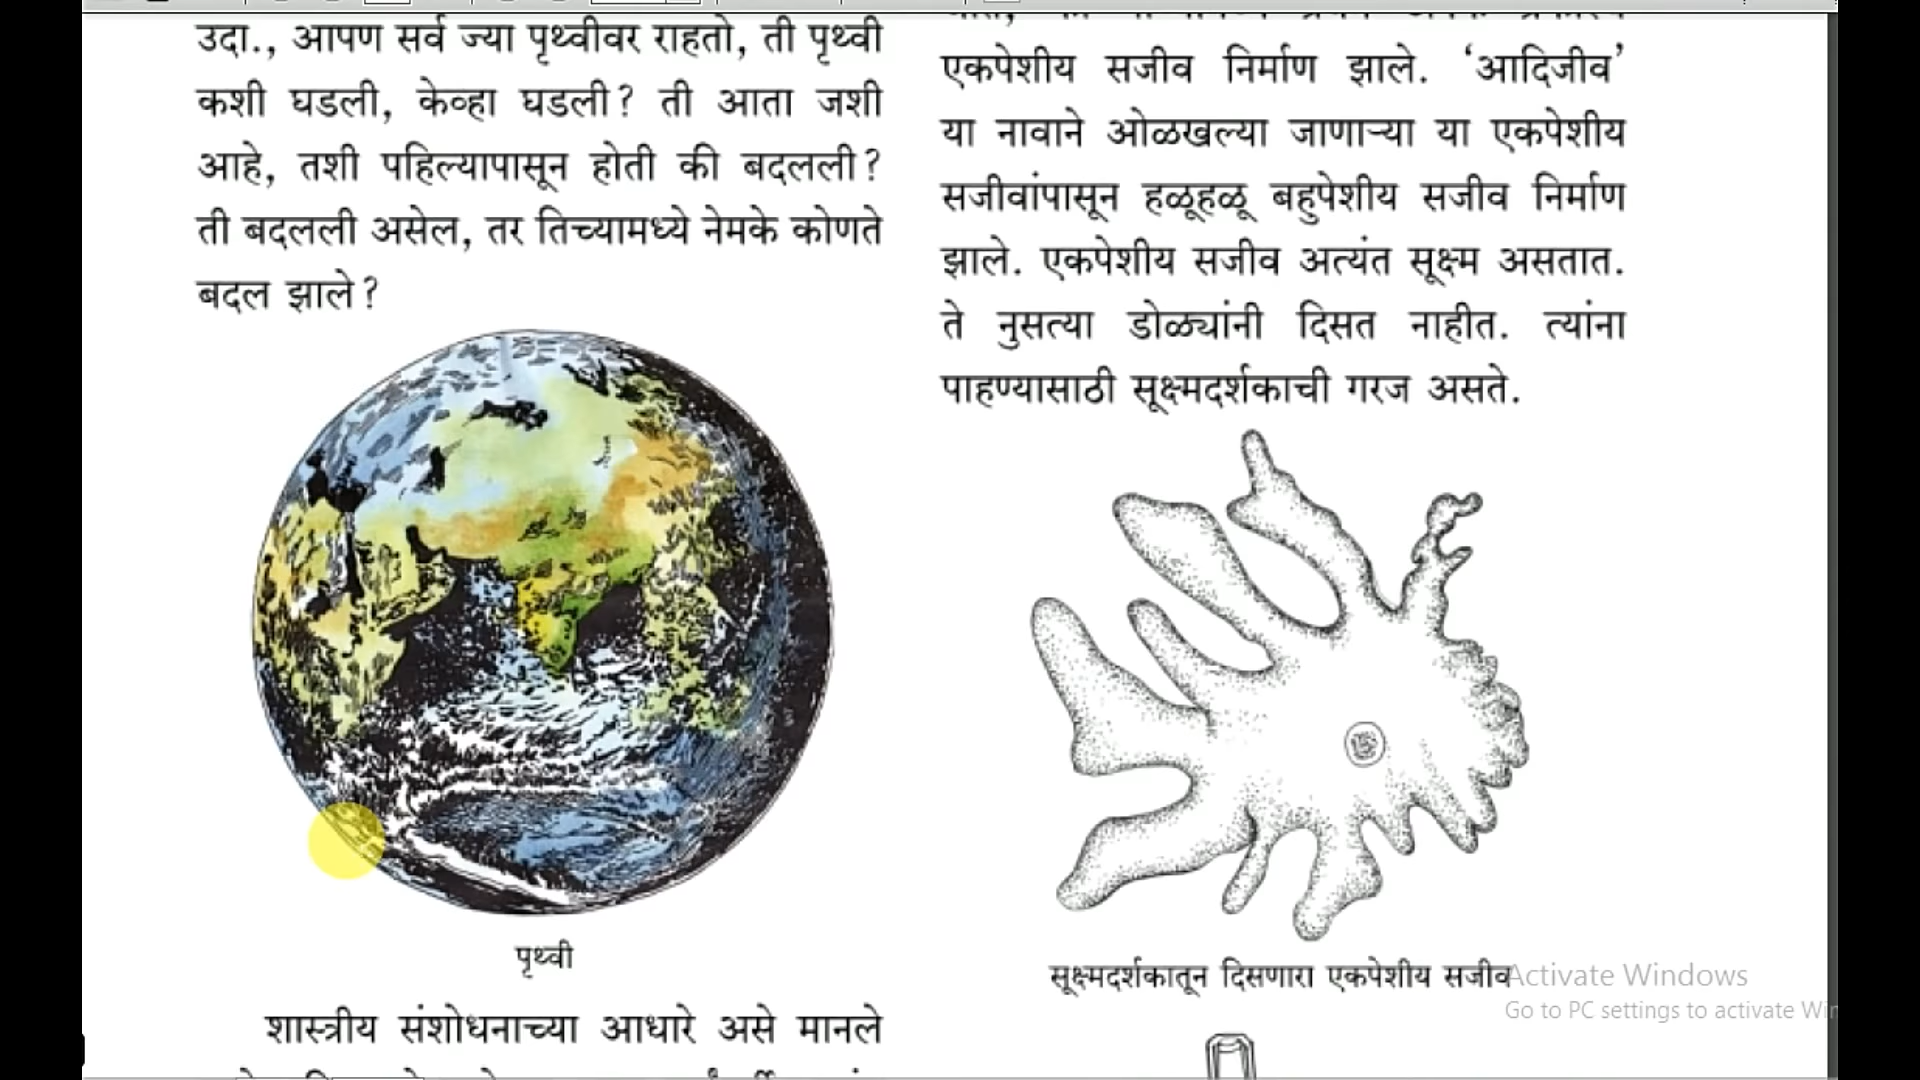 उदा., आपण सर्व ज्या पृथ्वीवर राहतो, ती पृथ्वी
कशी घडली, केव्हा घडली? ती आता जशी
आहे, तशी पहिल्यापासून होती की बदलली?
ती बदलली असेल, तर तिच्यामध्ये नेमके कोणते
बदल झाले?
पृथ्वी
शास्त्रीय संशोधनाच्या आधारे असे मानले
एकपेशीय सजीव निर्माण झाले. ‘आदिजीव’
या नावाने ओळखल्या जाणाऱ्या या एकपेशीय
सजीवांपासून हळूहळू बहुपेशीय सजीव निर्माण
झाले. एकपेशीय सजीव अत्यंत सूक्ष्म असतात.
ते नुसत्या डोळ्यांनी दिसत नाहीत. त्यांना
पाहण्यासाठी सूक्ष्मदर्शकाची गरज असते.
सूक्ष्मदर्शकातून दिसणारा एकपेशीय सजीव
Activate Windows
Go to PC settings to activate